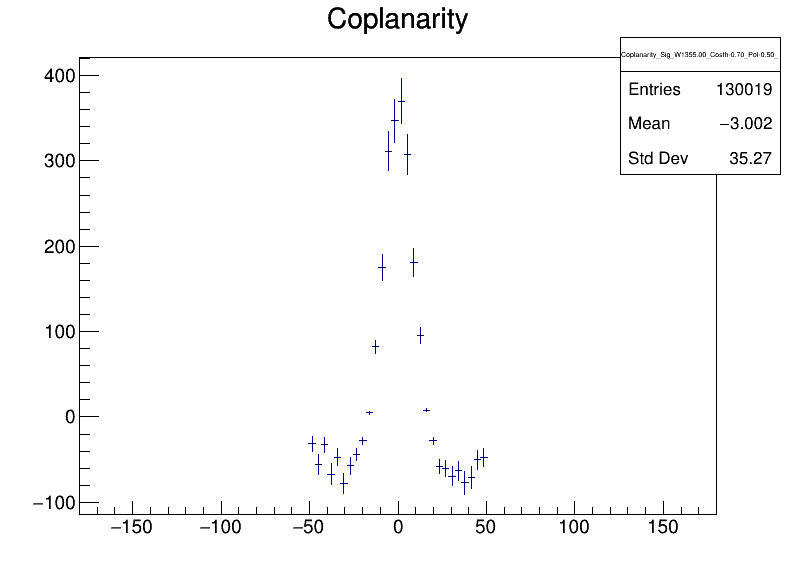 Coplanarity
Coplanarity_Sig_W1355.00_Costh-0.70_Pol-0.50_
Entries 130019
Mean −3.002
Std Dev 35.27
400
300
200
100
0
−100
−150 −100 −50 0 50 100 150